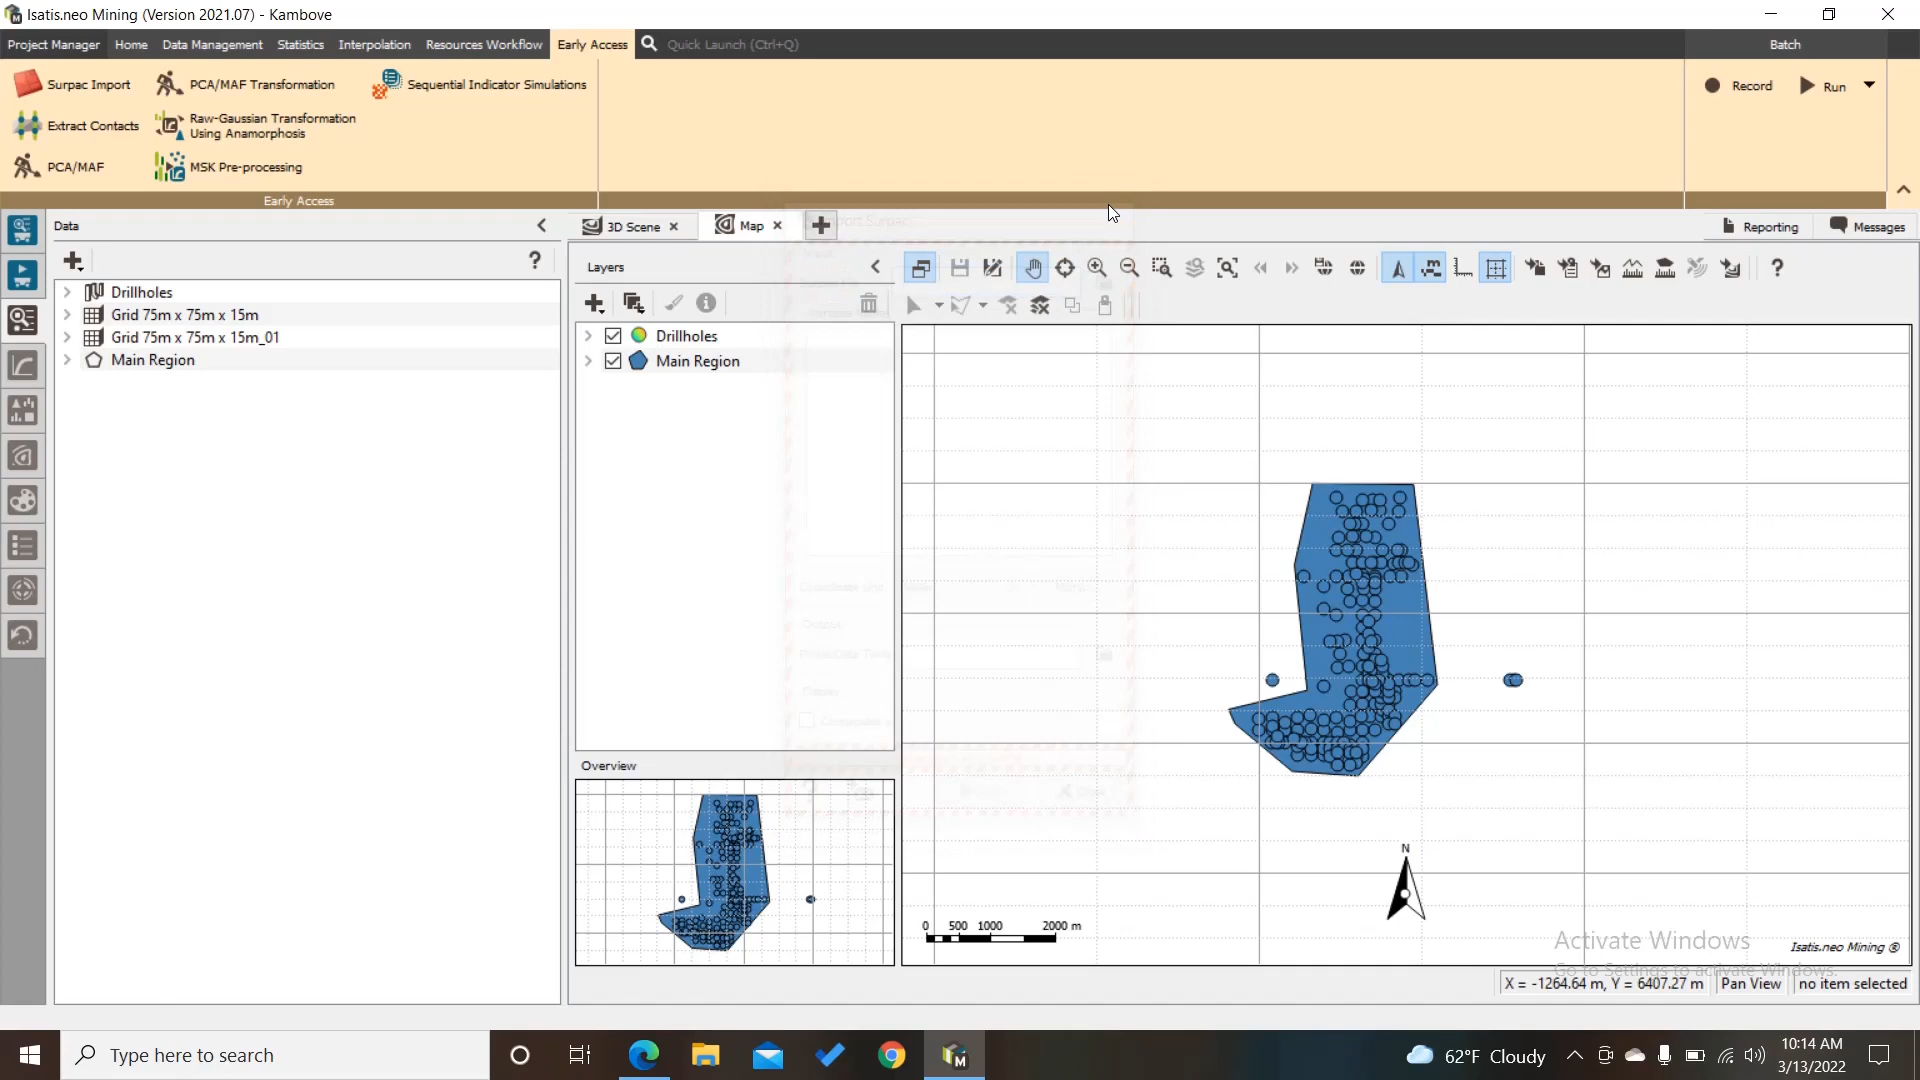 Isatis.neo Mining (Version 2021.07) - Kambove
Project Manager Home Data Management Statistics Interpolation Resources Workflow Early Access Quick Launch (Ctrl+Q) Batch
Surpac Import
Extract Contacts
PCA/MAF
PCA/MAF Transformation
Raw-Gaussian Transformation
Using Anamorphosis
MSK Pre-processing
Sequential Indicator Simulations
Record Run
Early Access
Data
3D Scene Map Reporting Messages
Drillholes
Grid 75m x 75m x 15m
Grid 75m x 75m x 15m_01
Main Region
Layers
Drillholes
Main Region
Overview
N
0 500 1000 2000 m
Activate Windows
Go to Settings to activate Windows.
Isatis.neo Mining ®
X = -1264.64 m, Y = 6407.27 m Pan View no item selected
Type here to search
62°F Cloudy
10:14 AM
3/13/2022